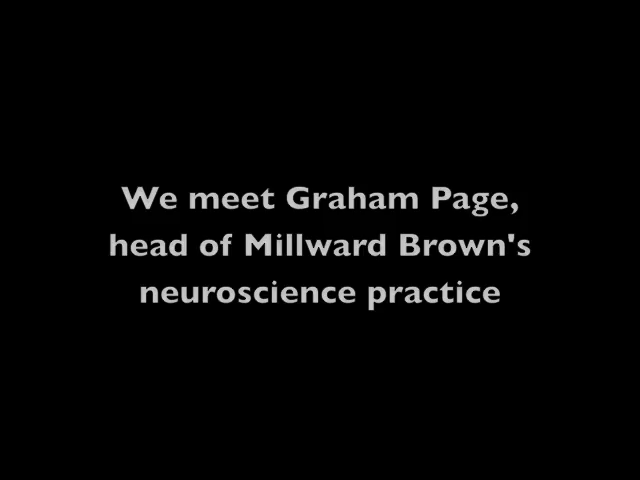 We meet Graham Page,
head of Millward Brown's
neuroscience practice